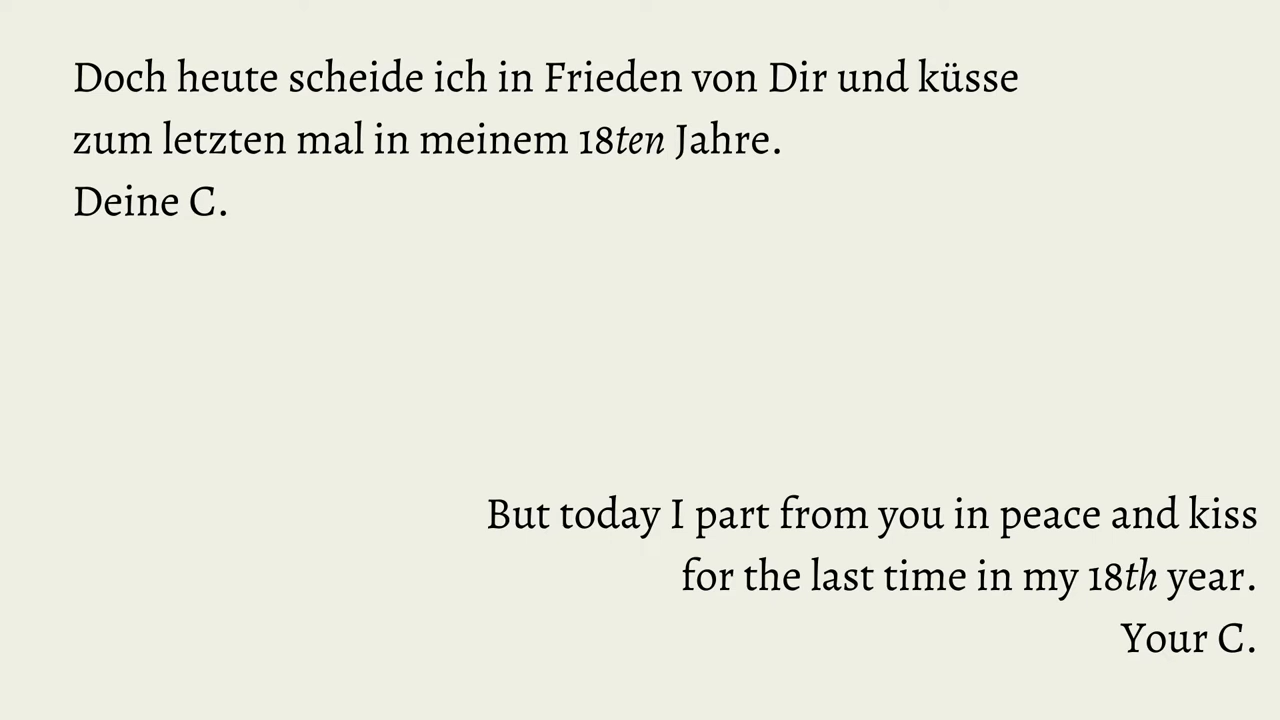 Doch heute scheide ich in Frieden von Dir und küsse
zum letzten mal in meinem 18ten Jahre.
Deine C.
But today I part from you in peace and kiss
for the last time in my 18th year.
Your C.